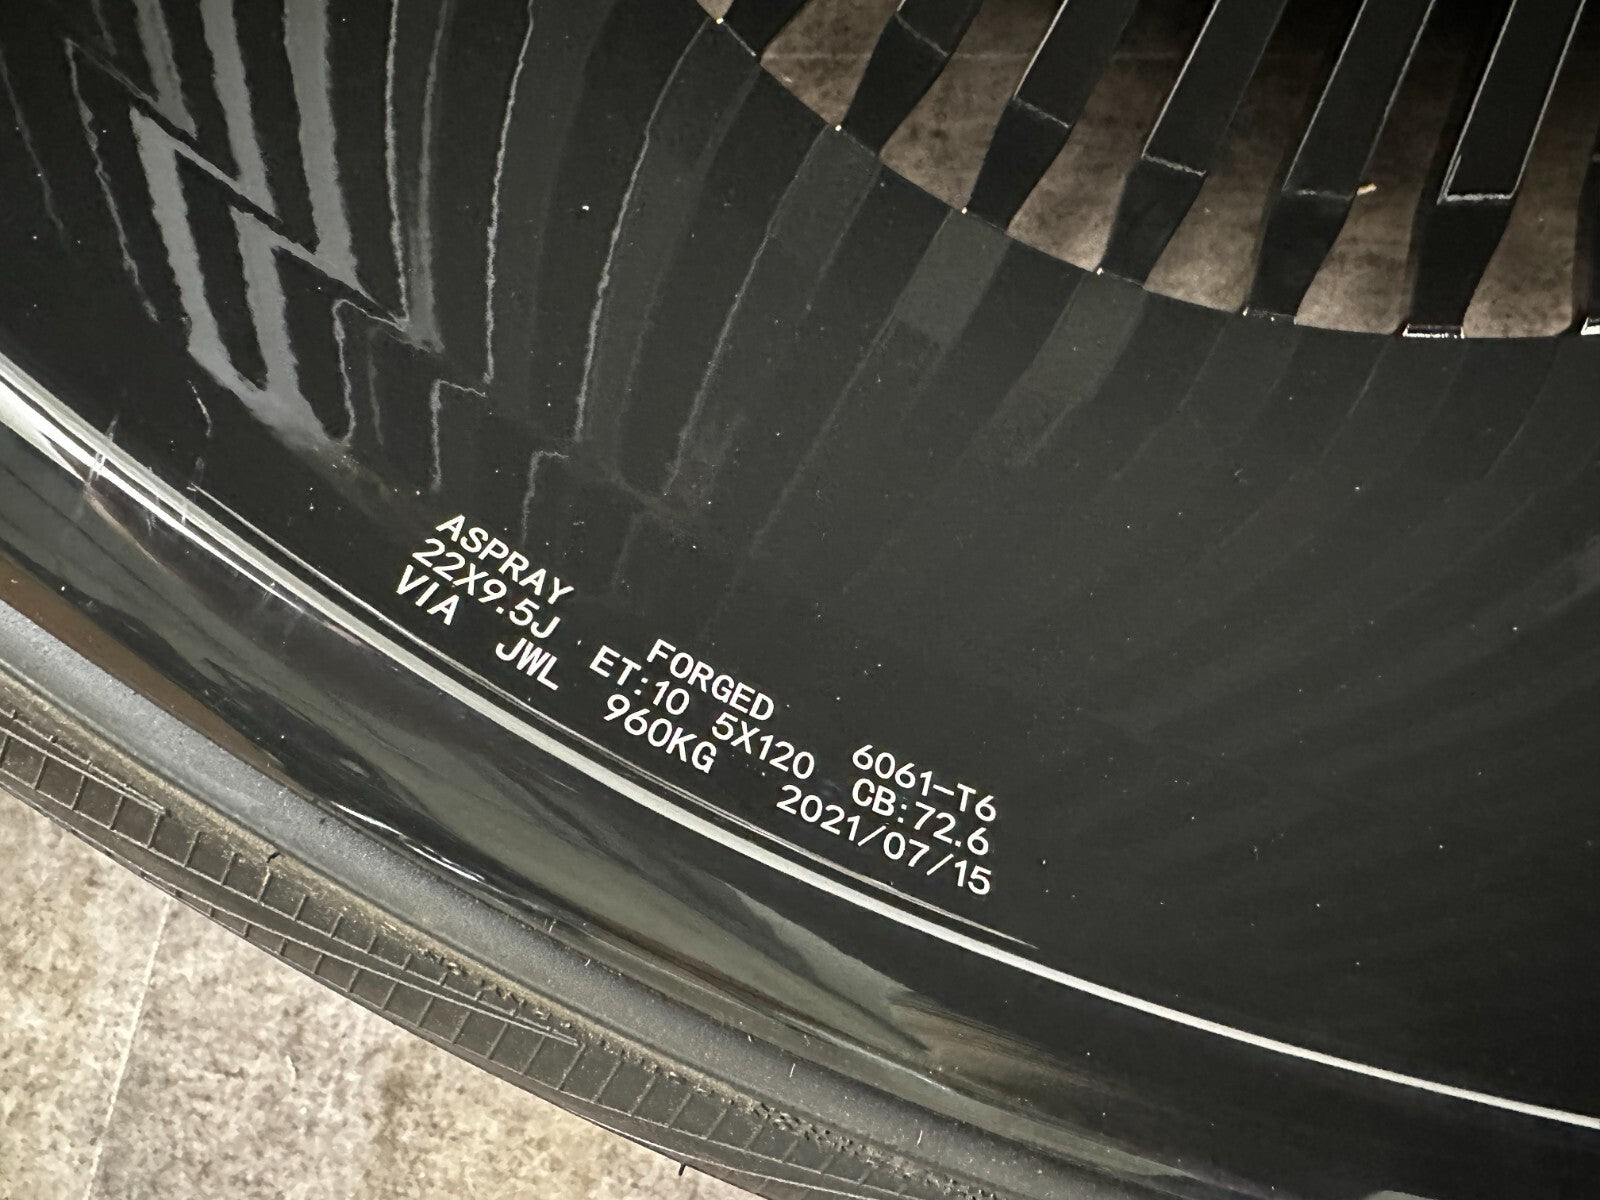 ASPRAY FORGED 6061-T6
22X9.5J ET:10 5X120 CB:72.6
VIA JWL 960KG 2021/07/15